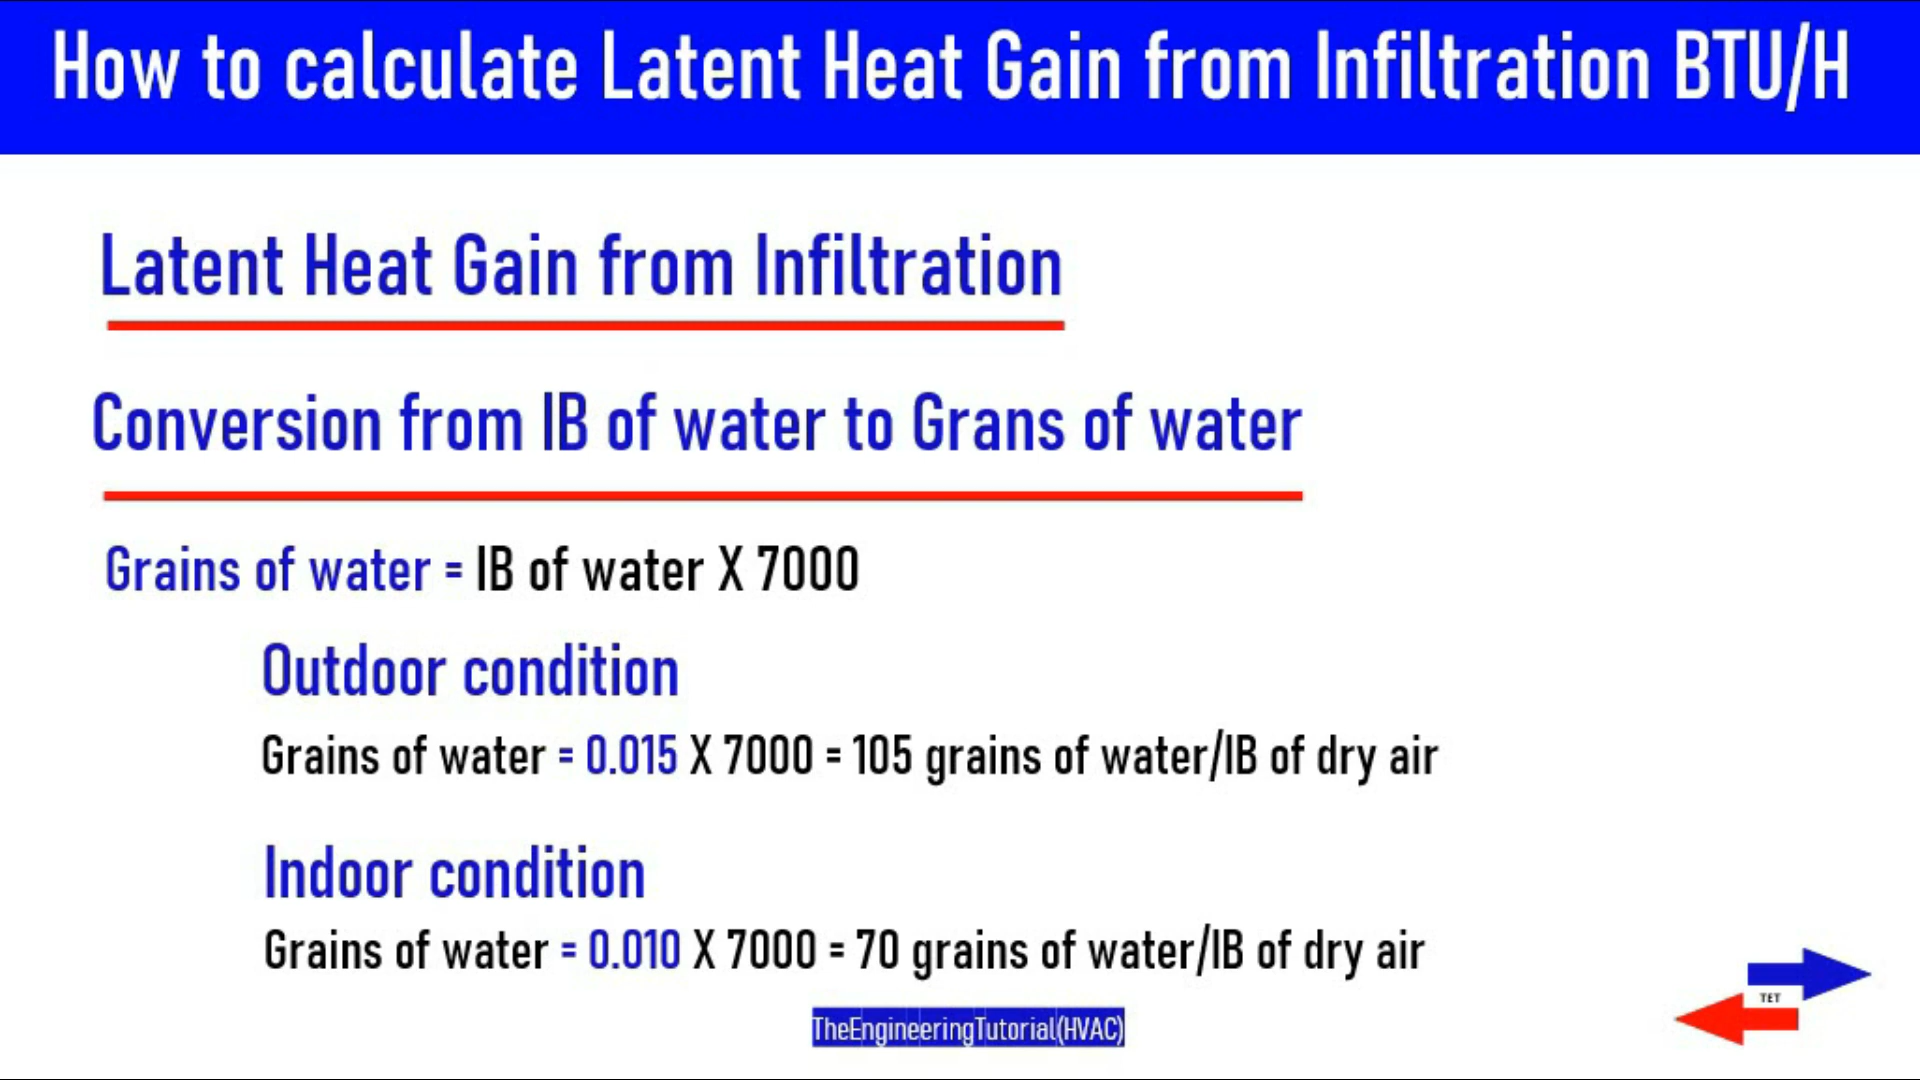 How to calculate Latent Heat Gain from Infiltration BTU/H
Latent Heat Gain from Infiltration
Conversion from IB of water to Grans of water
Grains of water = IB of water X 7000
Outdoor condition
Grains of water = 0.015 X 7000 = 105 grains of water/IB of dry air
Indoor condition
Grains of water = 0.010 X 7000 = 70 grains of water/IB of dry air
TET
TheEngineeringTutorial(HVAC)